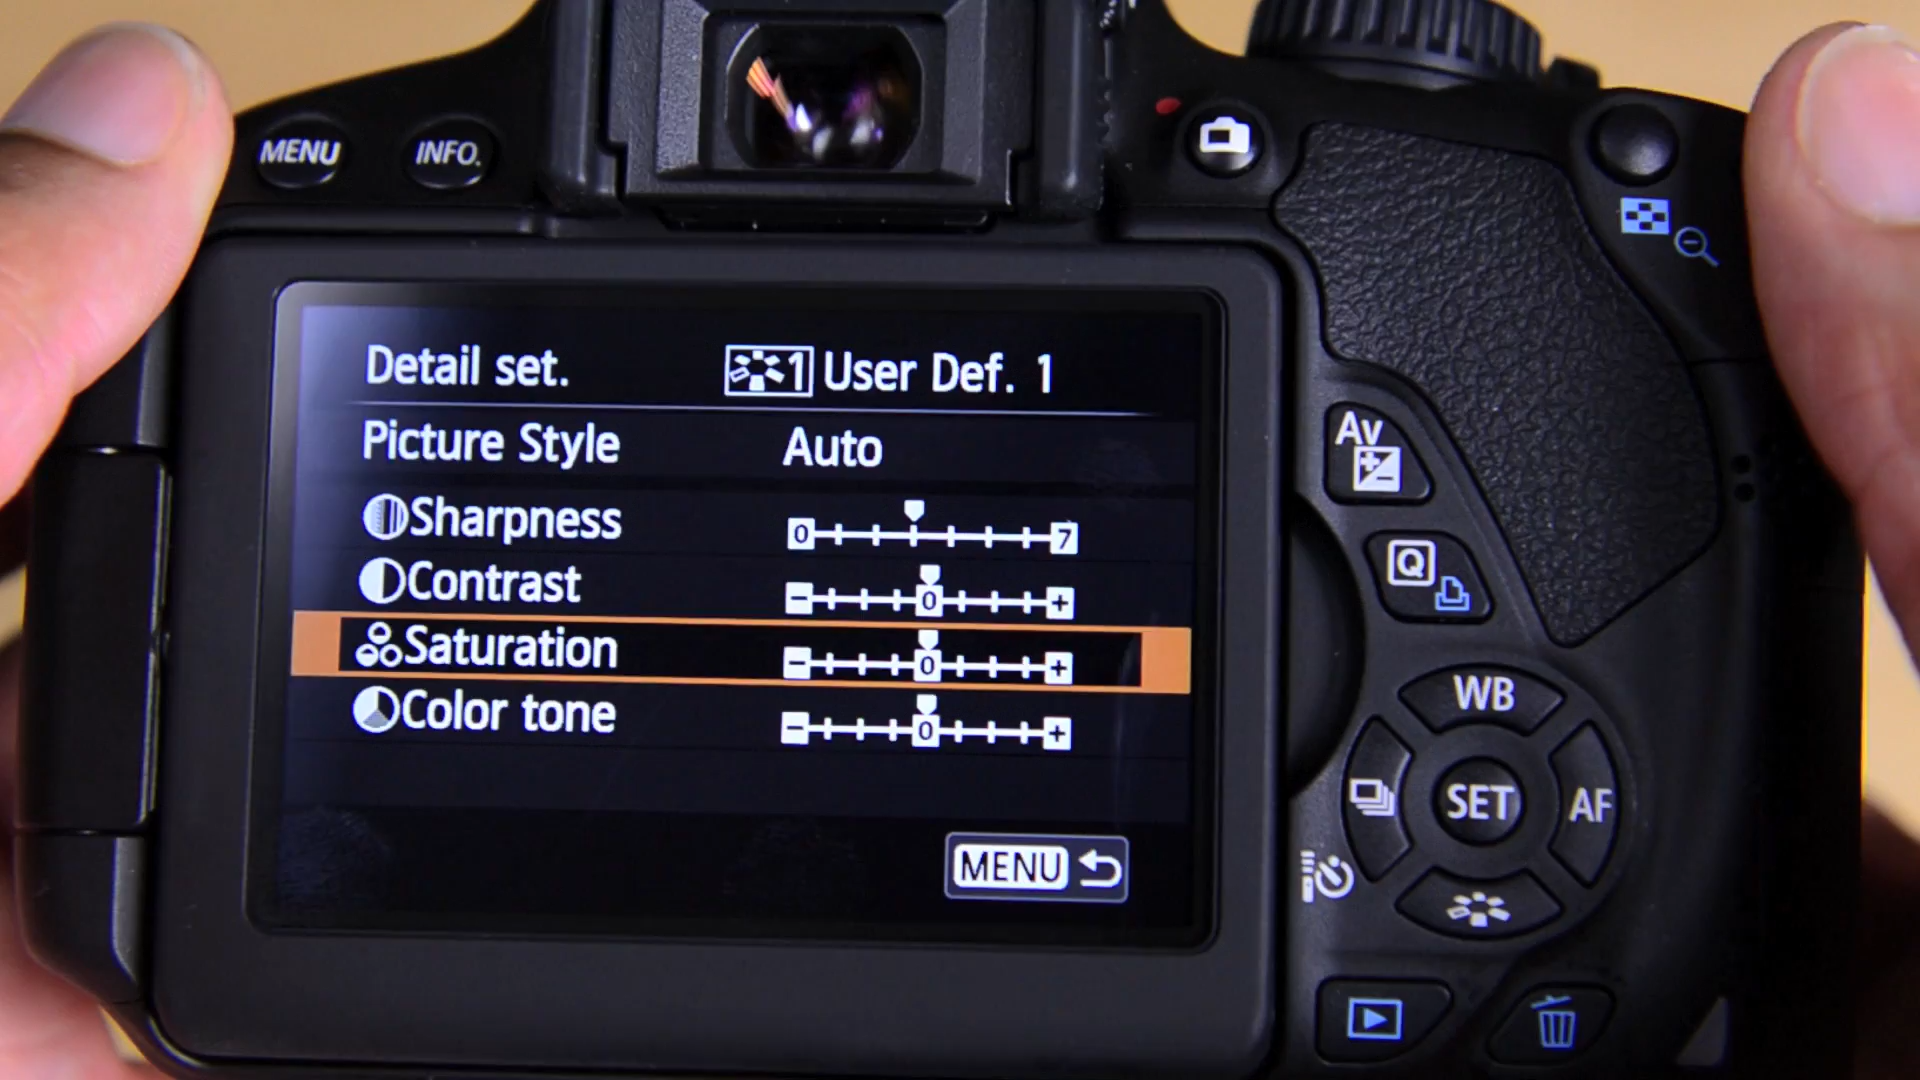 MENU INFO.
Detail set. 1 User Def. 1
Picture Style Auto
Sharpness 0 7
Contrast - 0 +
Saturation - 0 +
Color tone - 0 +
MENU
Av
Q
WB
SET AF